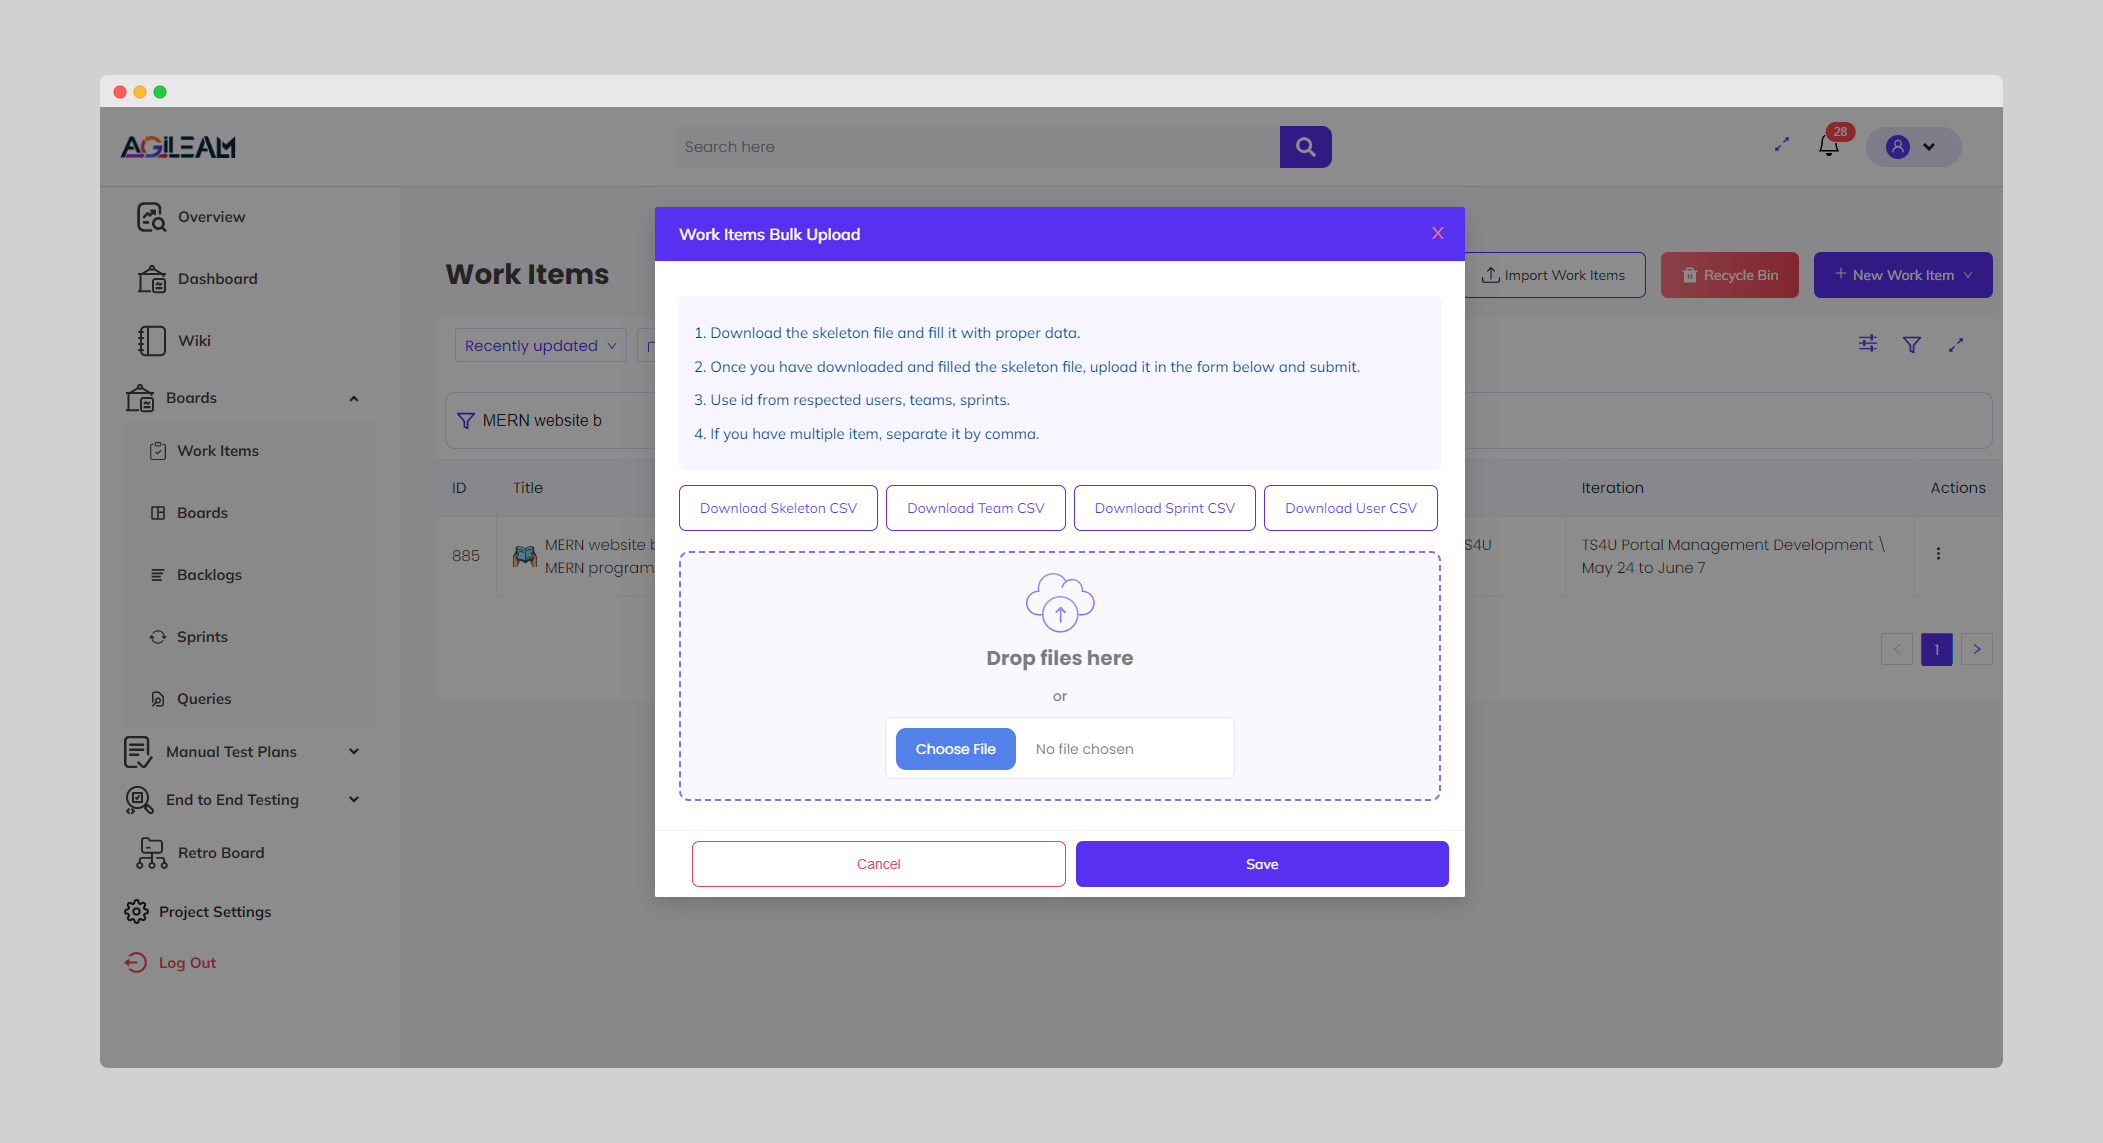 AGILEAM
Search here
28
Overview
Dashboard
Wiki
Boards
Work Items
Boards
Backlogs
Sprints
Queries
Manual Test Plans
End to End Testing
Retro Board
Project Settings
Log Out
Work Items
Import Work Items
Recycle Bin
+ New Work Item
Recently updated
MERN website b
ID
Title
Iteration
Actions
885
MERN website
MERN program
S4U
TS4U Portal Management Development \
May 24 to June 7
<
1
>
Work Items Bulk Upload
X
1. Download the skeleton file and fill it with proper data.
2. Once you have downloaded and filled the skeleton file, upload it in the form below and submit.
3. Use id from respected users, teams, sprints.
4. If you have multiple item, separate it by comma.
Download Skeleton CSV
Download Team CSV
Download Sprint CSV
Download User CSV
Drop files here
or
Choose File
No file chosen
Cancel
Save